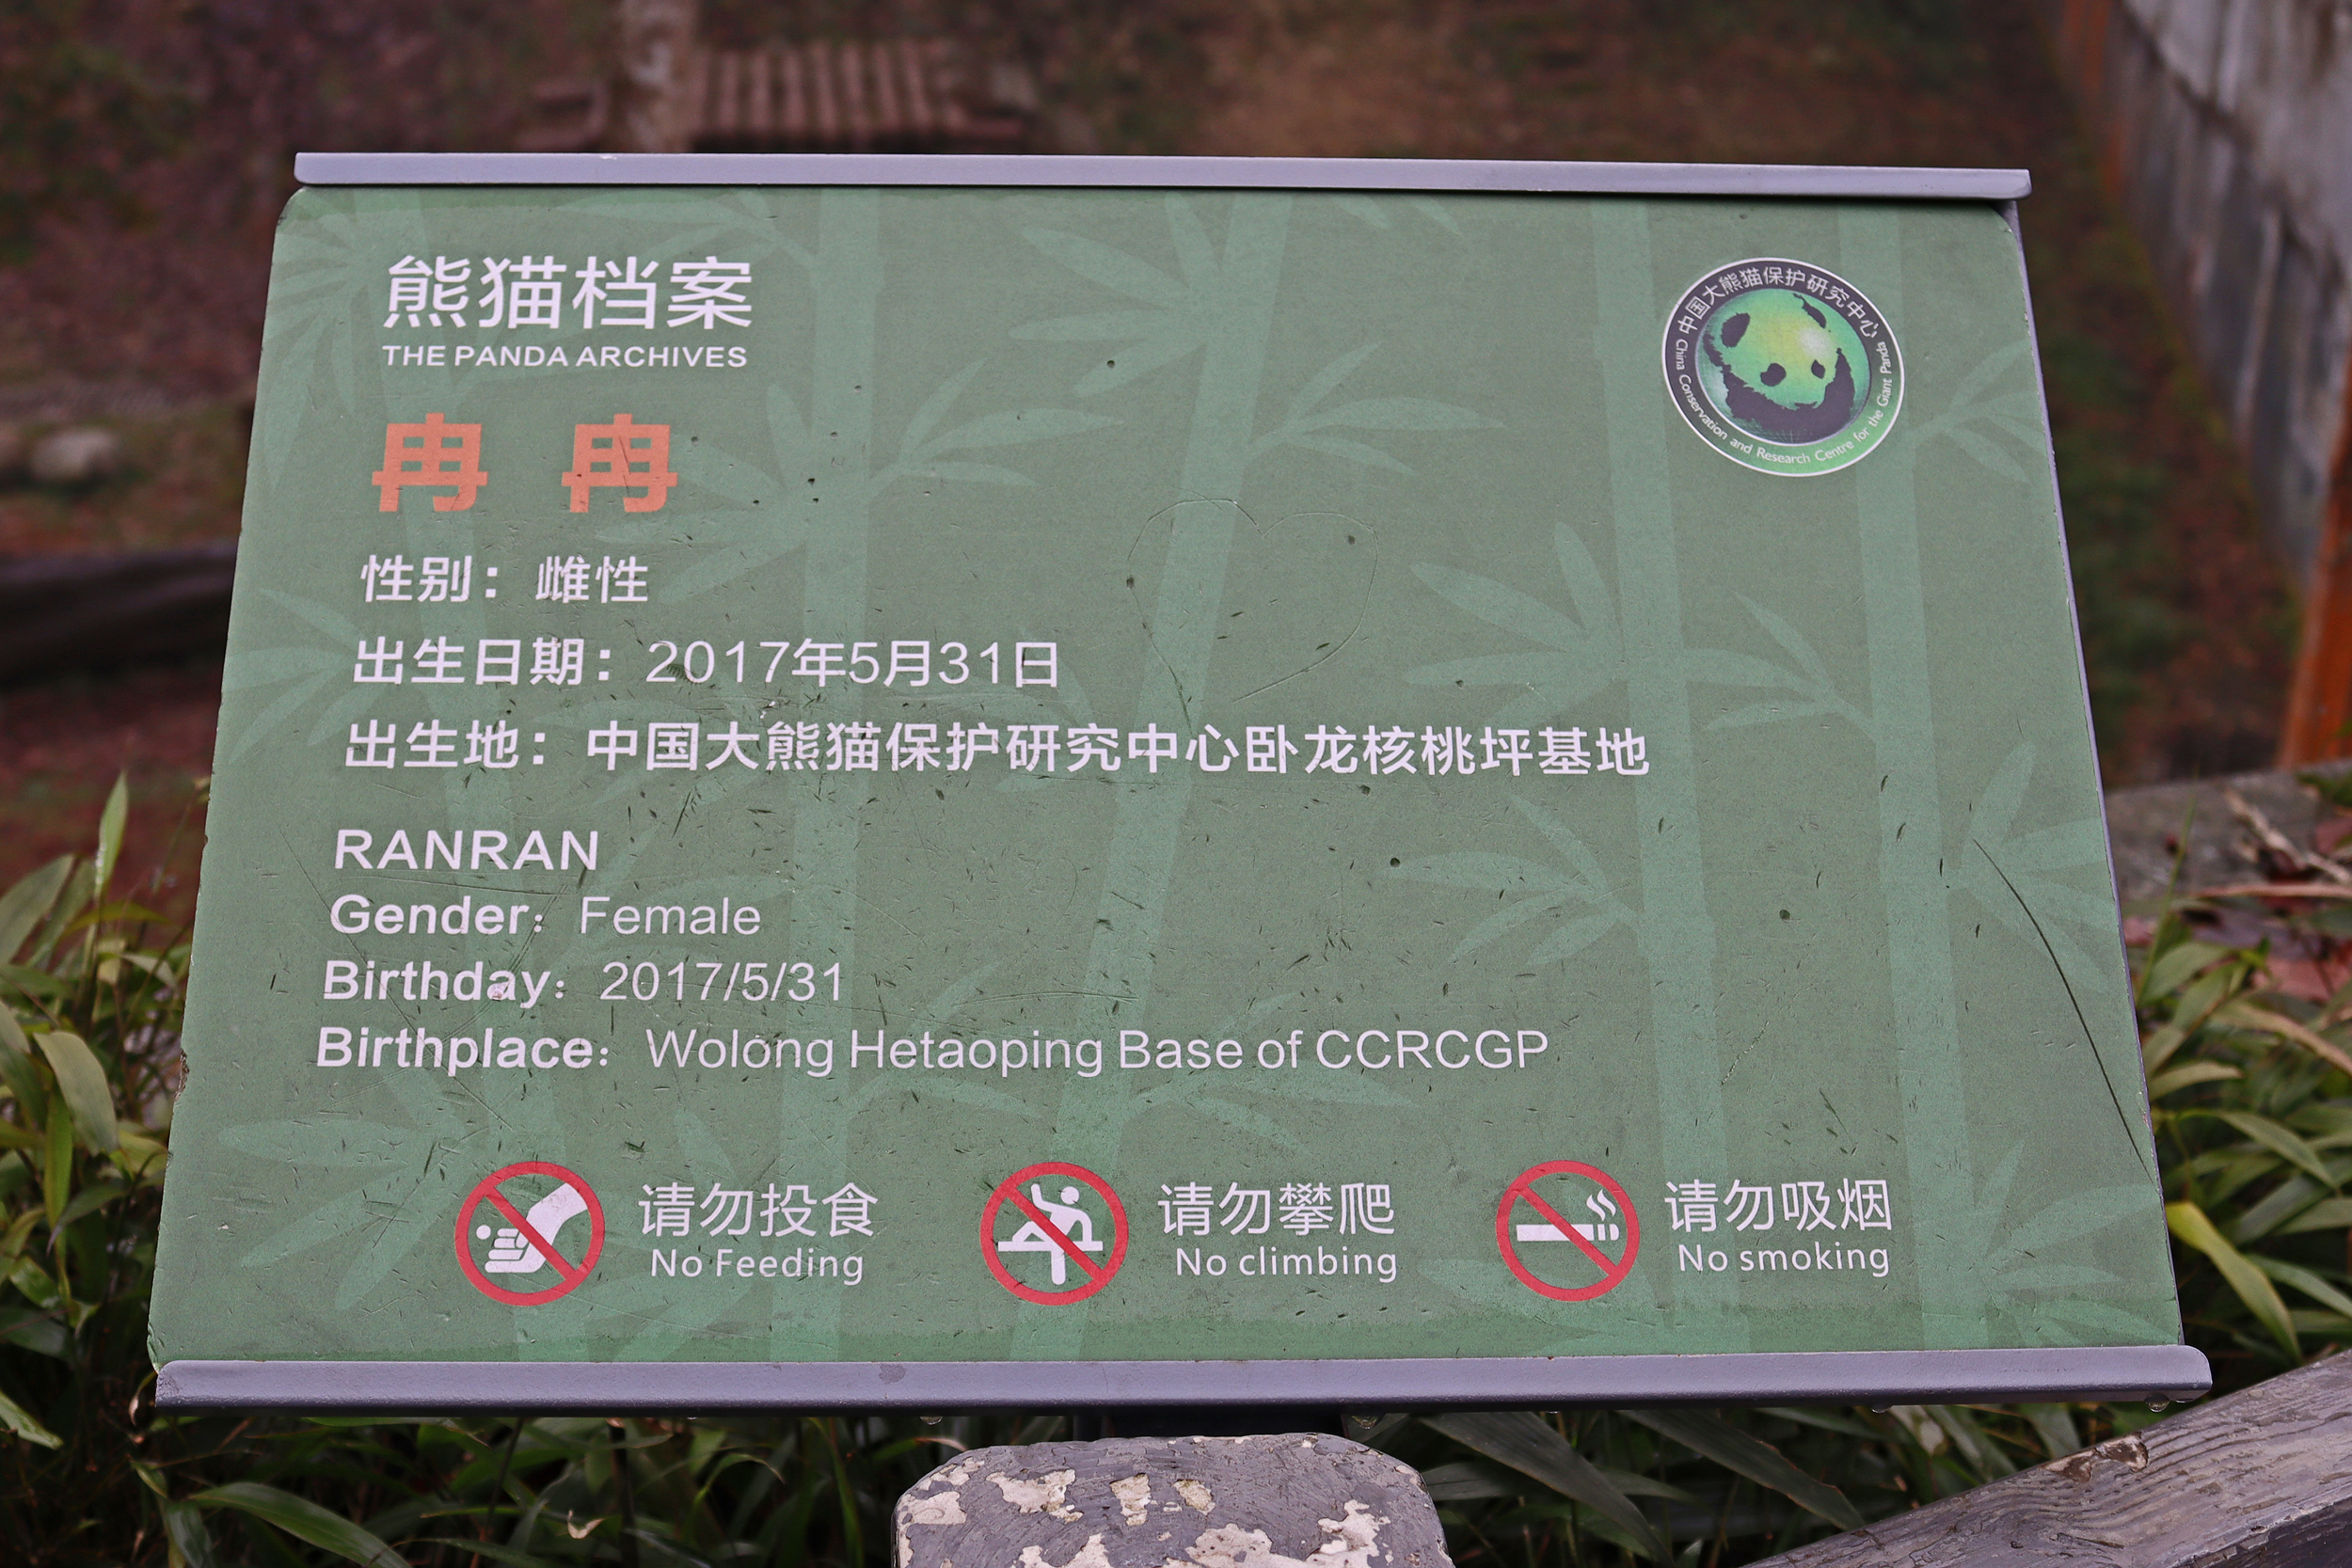 熊猫档案
THE PANDA ARCHIVES
中国大熊猫保护研究中心
China Conservation and Research Centre for the Giant Panda
冉 冉
性别：雌性
出生日期：2017年5月31日
出生地：中国大熊猫保护研究中心卧龙核桃坪基地
RANRAN
Gender：Female
Birthday：2017/5/31
Birthplace：Wolong Hetaoping Base of CCRCGP
请勿投食
No Feeding
请勿攀爬
No climbing
请勿吸烟
No smoking